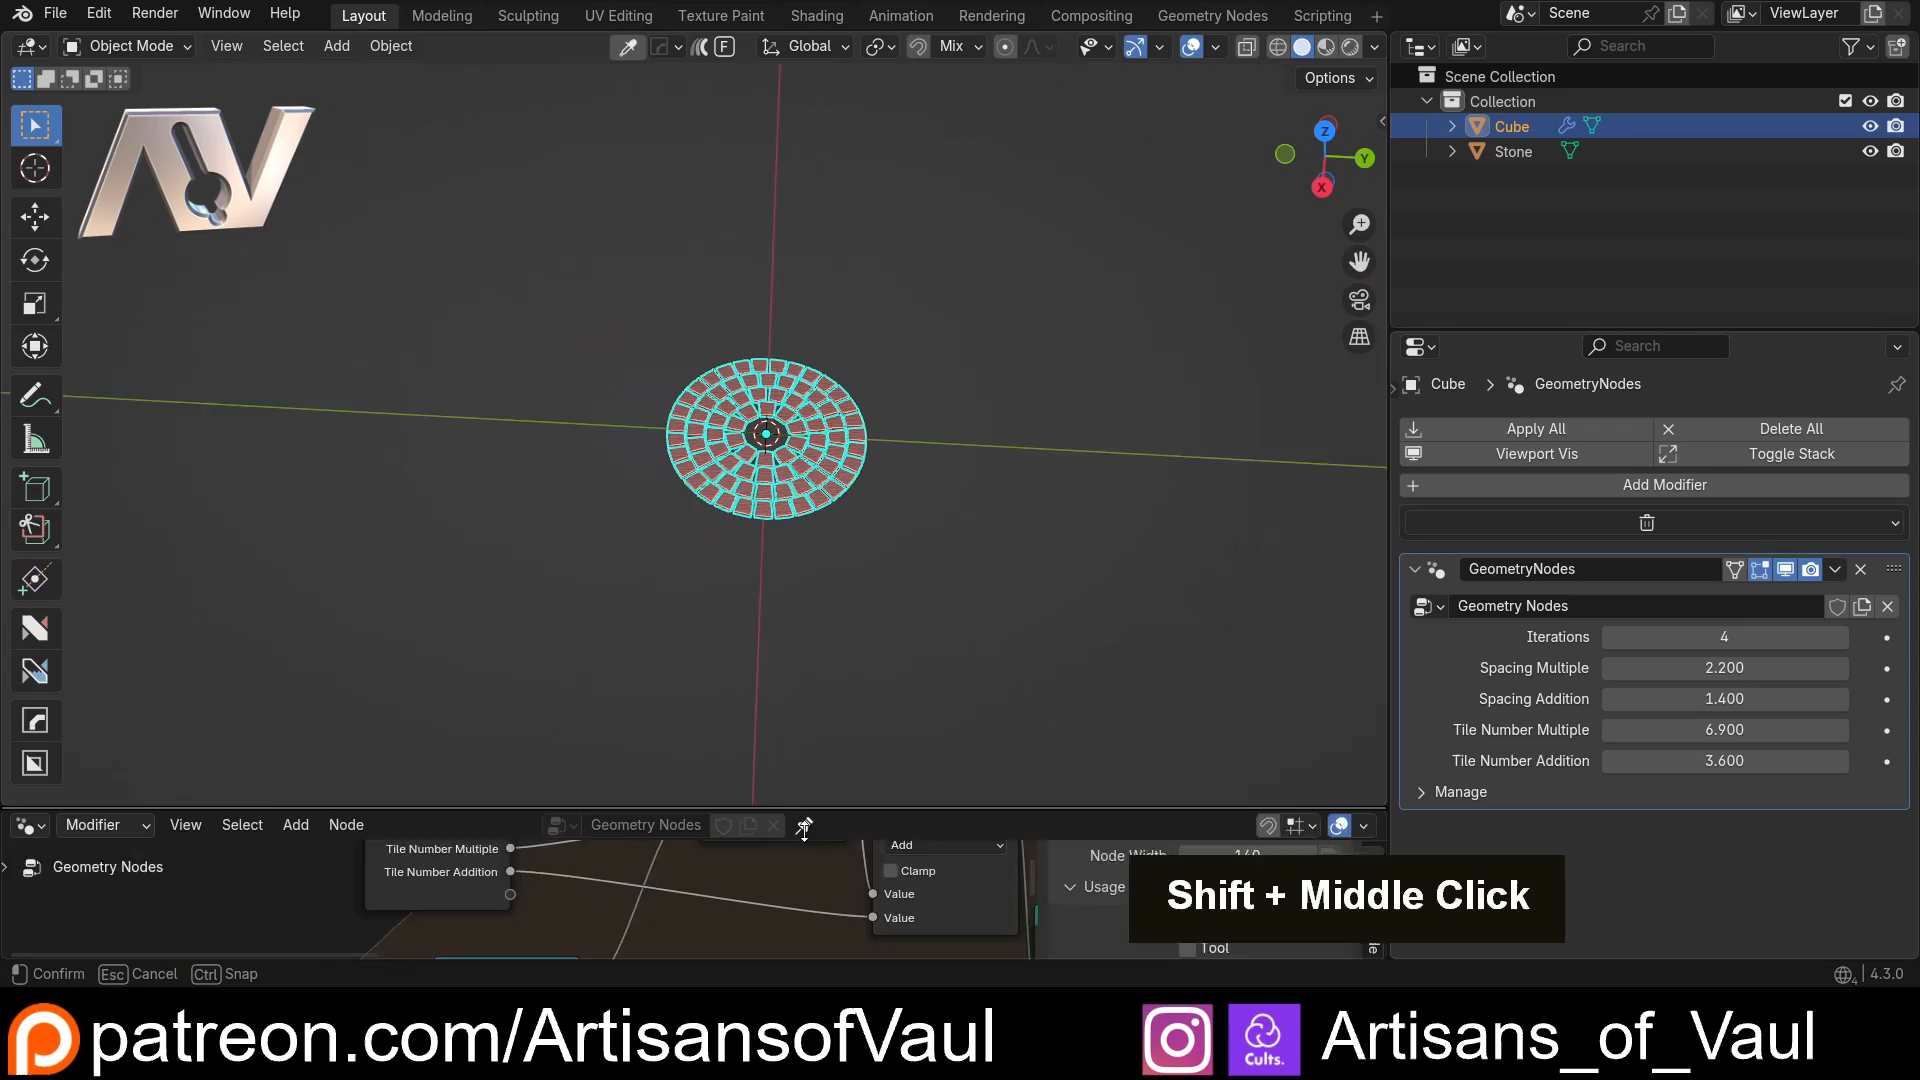 File Edit Render Window Help Layout Modeling Sculpting UV Editing Texture Paint Shading Animation Rendering Compositing Geometry Nodes Scripting Scene ViewLayer
Object Mode View Select Add Object Global Mix Search
Options
Scene Collection
Collection
Cube
Stone
Z
Y
X
Search
Cube GeometryNodes
Apply All Delete All
Viewport Vis Toggle Stack
Add Modifier
GeometryNodes
Geometry Nodes
Iterations 4
Spacing Multiple 2.200
Spacing Addition 1.400
Tile Number Multiple 6.900
Tile Number Addition 3.600
Manage
Modifier View Select Add Node Geometry Nodes
Tile Number Multiple Add
Geometry Nodes Tile Number Addition Clamp
Value
Value
Usage
Tool
Shift + Middle Click
Confirm Esc Cancel Ctrl Snap 4.3.0
patreon.com/ArtisansofVaul Cults. Artisans_of_Vaul